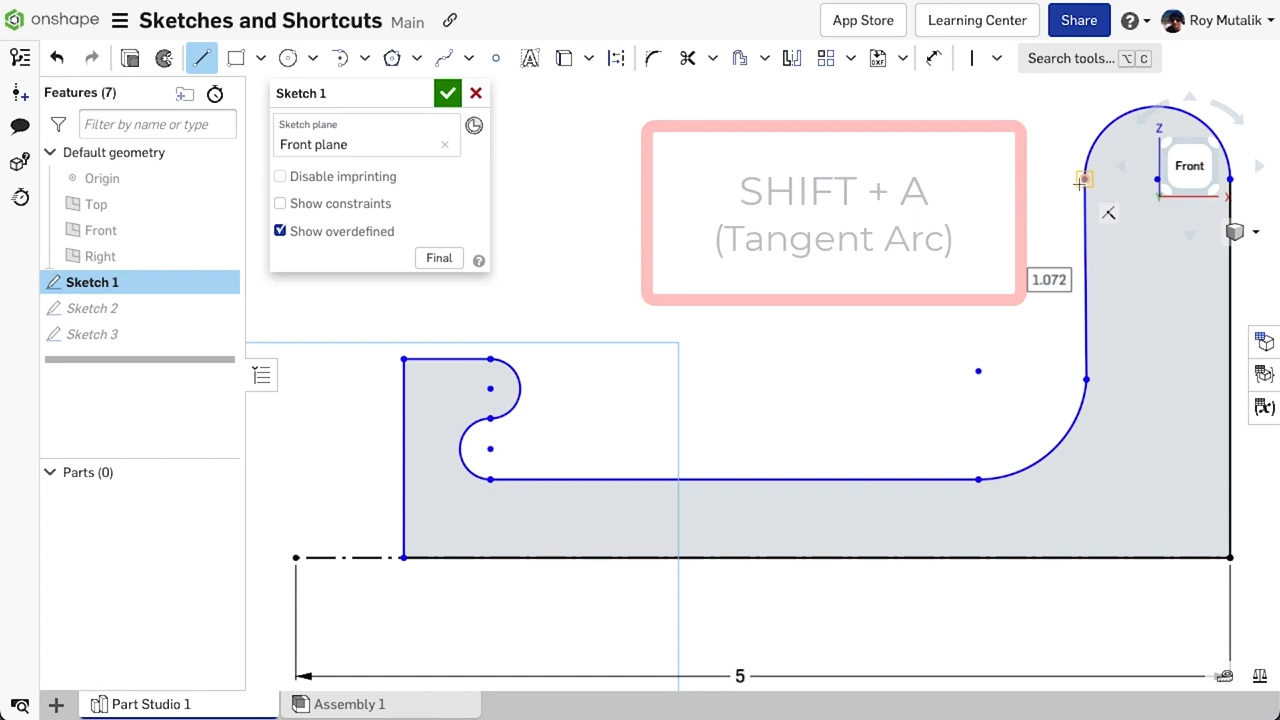 onshape Sketches and Shortcuts Main App Store Learning Center Share Roy Mutalik
Search tools... ⌥ C
Features (7)
Filter by name or type
Default geometry
Origin
Top
Front
Right
Sketch 1
Sketch 2
Sketch 3
Parts (0)
Sketch 1
Sketch plane
Front plane
Disable imprinting
Show constraints
Show overdefined
Final
SHIFT + A
(Tangent Arc)
1.072
Z
Front
X
5
Part Studio 1 Assembly 1